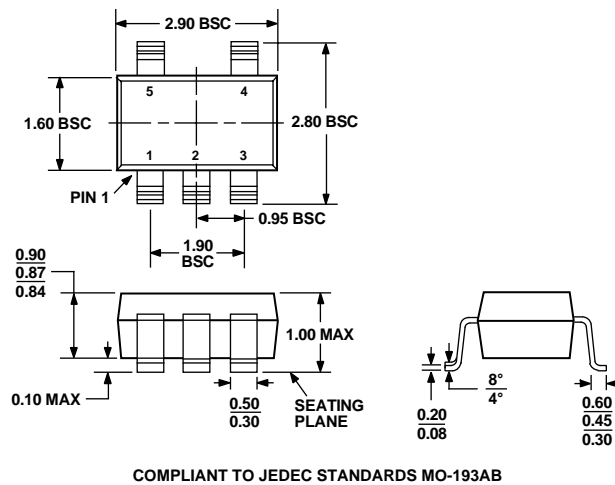 2.90 BSC
5
4
1.60 BSC
2.80 BSC
1
2
3
PIN 1
0.95 BSC
1.90
BSC
0.90
0.87
0.84
1.00 MAX
0.10 MAX
0.50
0.30
SEATING
PLANE
0.20
0.08
8°
4°
0.60
0.45
0.30
COMPLIANT TO JEDEC STANDARDS MO-193AB